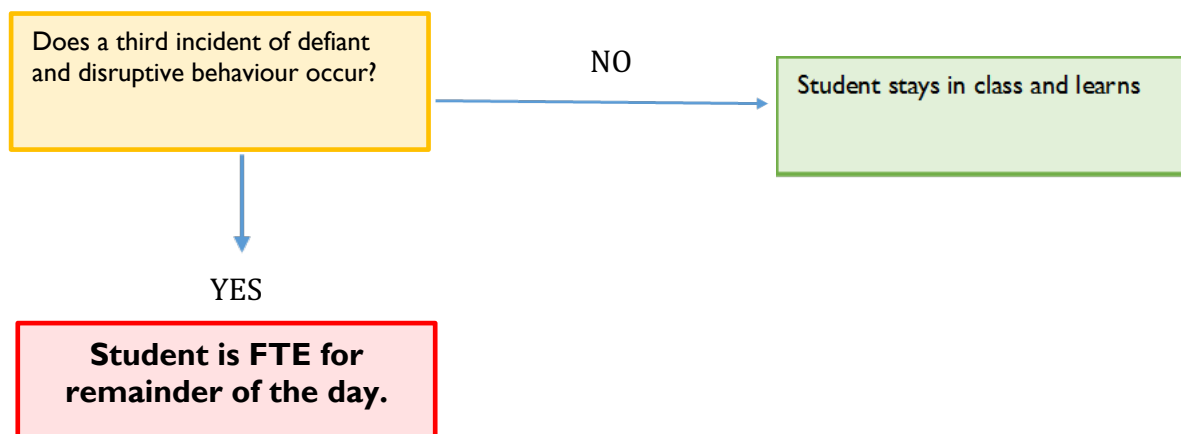 Does a third incident of defiant
and disruptive behaviour occur?
NO
Student stays in class and learns
YES
Student is FTE for
remainder of the day.